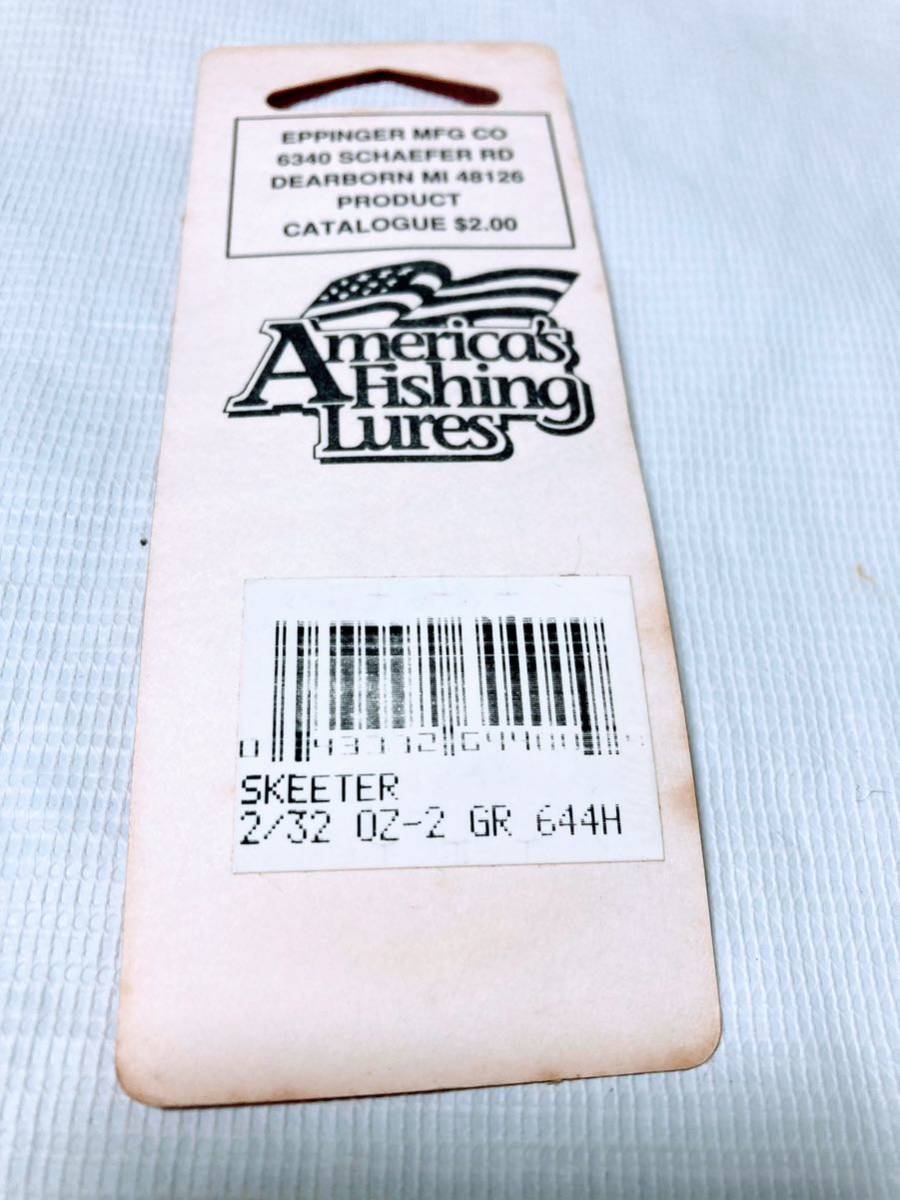 EPPINGER MFG CO
6340 SCHAEFER RD
DEARBORN MI 48126
PRODUCT
CATALOGUE $2.00
America's
Fishing
Lures
0
SKEETER
2/32 OZ-2 GR 644H